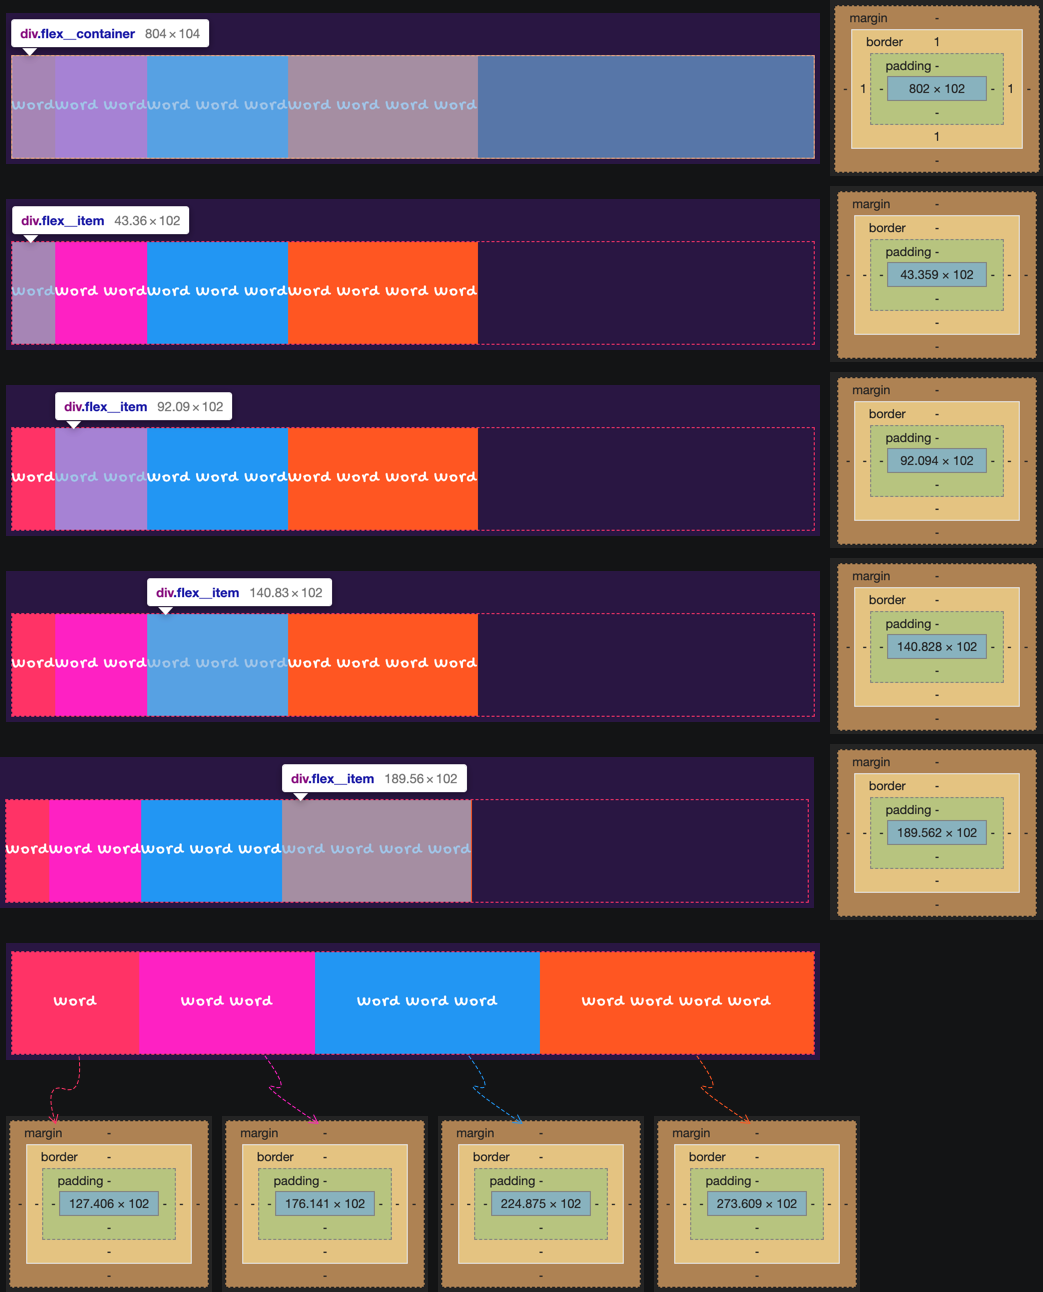 div.flex__container 804 × 104
word word word word word word word word word word
margin -
border 1
padding -
- 1 - 802 × 102 - 1 -
-
1
-
div.flex__item 43.36 × 102
word word word word word word word word word word
margin -
border -
padding -
- - - 43.359 × 102 - - -
-
-
-
div.flex__item 92.09 × 102
word word word word word word word word word word
margin -
border -
padding -
- - - 92.094 × 102 - - -
-
-
-
div.flex__item 140.83 × 102
word word word word word word word word word word
margin -
border -
padding -
- - - 140.828 × 102 - - -
-
-
-
div.flex__item 189.56 × 102
word word word word word word word word word word
margin -
border -
padding -
- - - 189.562 × 102 - - -
-
-
-
word word word word word word word word word word
margin - margin - margin - margin -
border - border - border - border -
padding - padding - padding - padding -
- - - 127.406 × 102 - - - - - - 176.141 × 102 - - - - - - 224.875 × 102 - - - - - - 273.609 × 102 - - -
- - - -
- - - -
- - - -